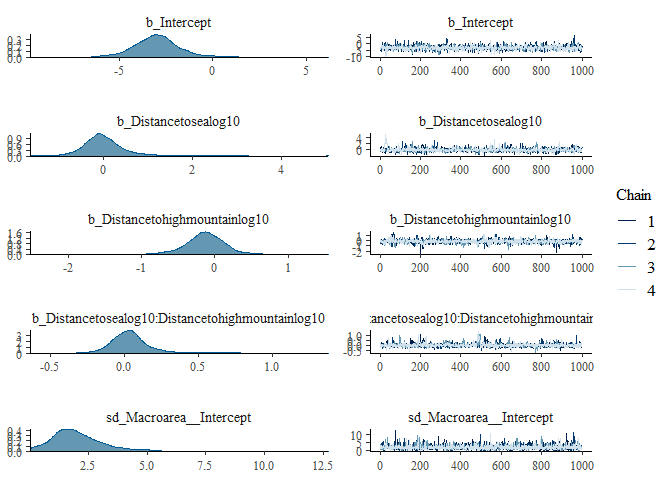 b_Intercept
0.3
0.2
0.1
0.0
-5 0 5
b_Intercept
5
0
-5
-10
0 200 400 600 800 1000
b_Distancetosealog10
0.9
0.6
0.3
0.0
0 2 4
b_Distancetosealog10
4
2
0
0 200 400 600 800 1000
b_Distancetohighmountainlog10
1.6
1.2
0.8
0.4
0.0
-2 -1 0 1
b_Distancetohighmountainlog10
1
0
-1
-2
0 200 400 600 800 1000
b_Distancetosealog10:Distancetohighmountainlog10
3
2
1
0
-0.5 0.0 0.5 1.0
ancetosealog10:Distancetohighmountain
1.0
0.5
0.0
-0.5
0 200 400 600 800 1000
sd_Macroarea__Intercept
0.4
0.3
0.2
0.1
0.0
2.5 5.0 7.5 10.0 12.5
sd_Macroarea__Intercept
10
5
0
0 200 400 600 800 1000
Chain
1
2
3
4